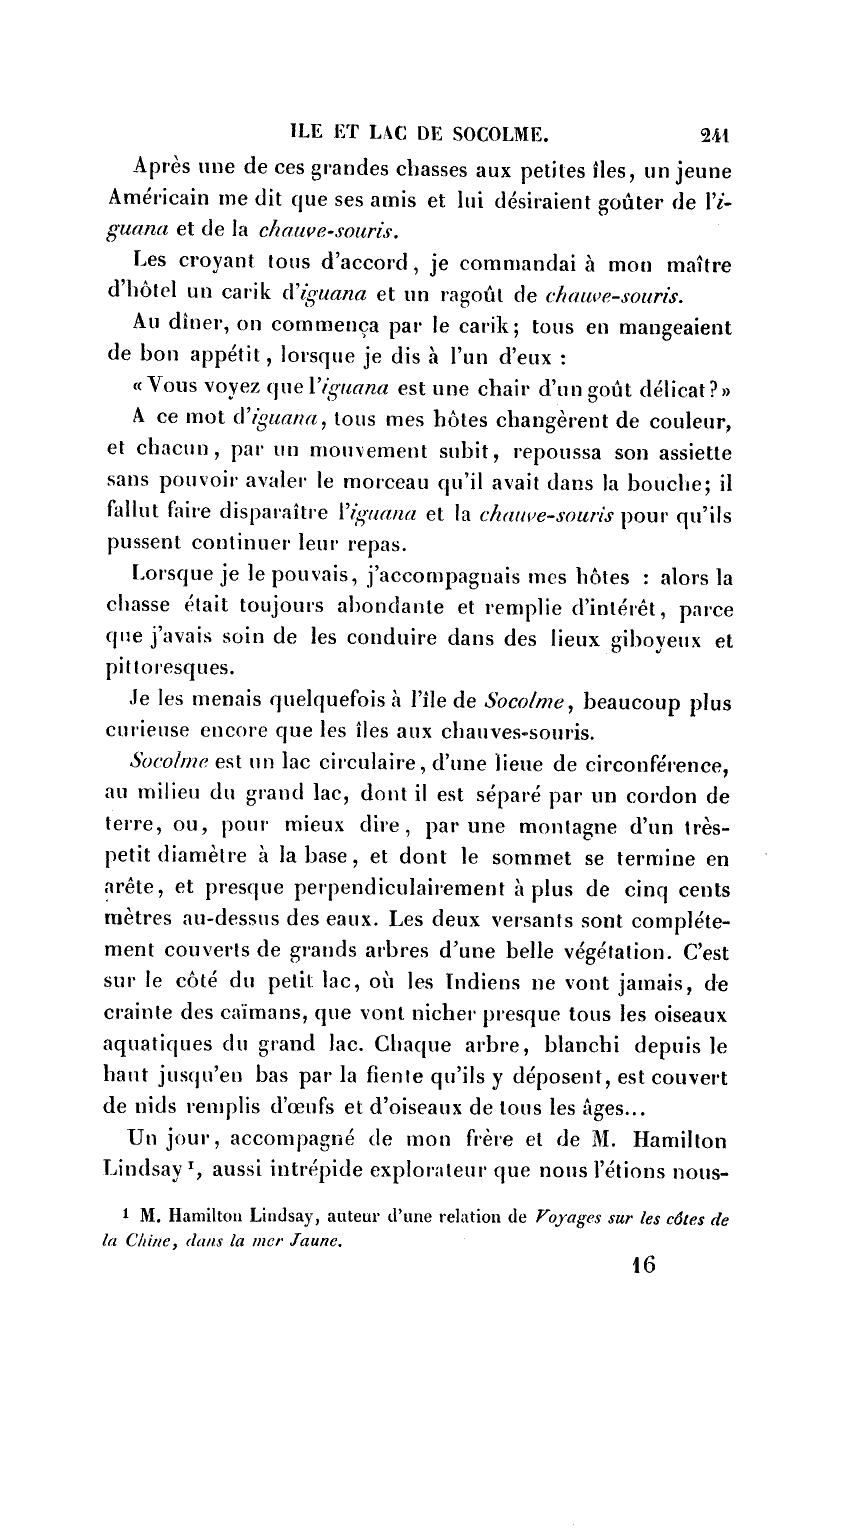 ILE ET LAC DE SOCOLME. 241
Après une de ces grandes chasses aux petites îles, un jeune
Américain me dit que ses amis et lui désiraient goûter de l'i-
guana et de la chauve-souris.
Les croyant tous d'accord, je commandai à mon maître
d'hôtel un carik d'iguana et un ragoût de chauve-souris.
Au dîner, on commença par le carik; tous en mangeaient
de bon appétit, lorsque je dis à l'un d'eux :
« Vous voyez que l'iguana est une chair d'un goût délicat?»
A ce mot d'iguana, tous mes hôtes changèrent de couleur,
et chacun, par un mouvement subit, repoussa son assiette
sans pouvoir avaler le morceau qu'il avait dans la bouche; il
fallut faire disparaître l'iguana et la chauve-souris pour qu'ils
pussent continuer leur repas.
Lorsque je le pouvais, j'accompagnais mes hôtes : alors la
chasse était toujours abondante et remplie d'intérêt, parce
que j'avais soin de les conduire dans des lieux giboyeux et
pittoresques.
Je les menais quelquefois à l'île de Socolme, beaucoup plus
curieuse encore que les îles aux chauves-souris.
Socolme est un lac circulaire, d'une lieue de circonférence,
au milieu du grand lac, dont il est séparé par un cordon de
terre, ou, pour mieux dire, par une montagne d'un très-
petit diamètre à la base, et dont le sommet se termine en
arête, et presque perpendiculairement à plus de cinq cents
mètres au-dessus des eaux. Les deux versants sont complète-
ment couverts de grands arbres d'une belle végétation. C'est
sur le côté du petit lac, où les Indiens ne vont jamais, de
crainte des caïmans, que vont nicher presque tous les oiseaux
aquatiques du grand lac. Chaque arbre, blanchi depuis le
haut jusqu'en bas par la fiente qu'ils y déposent, est couvert
de nids remplis d'œufs et d'oiseaux de tous les âges...
Un jour, accompagné de mon frère et de M. Hamilton
Lindsay 1, aussi intrépide explorateur que nous l'étions nous-
1 M. Hamilton Lindsay, auteur d'une relation de Voyages sur les côtes de
la Chine, dans la mer Jaune.
16